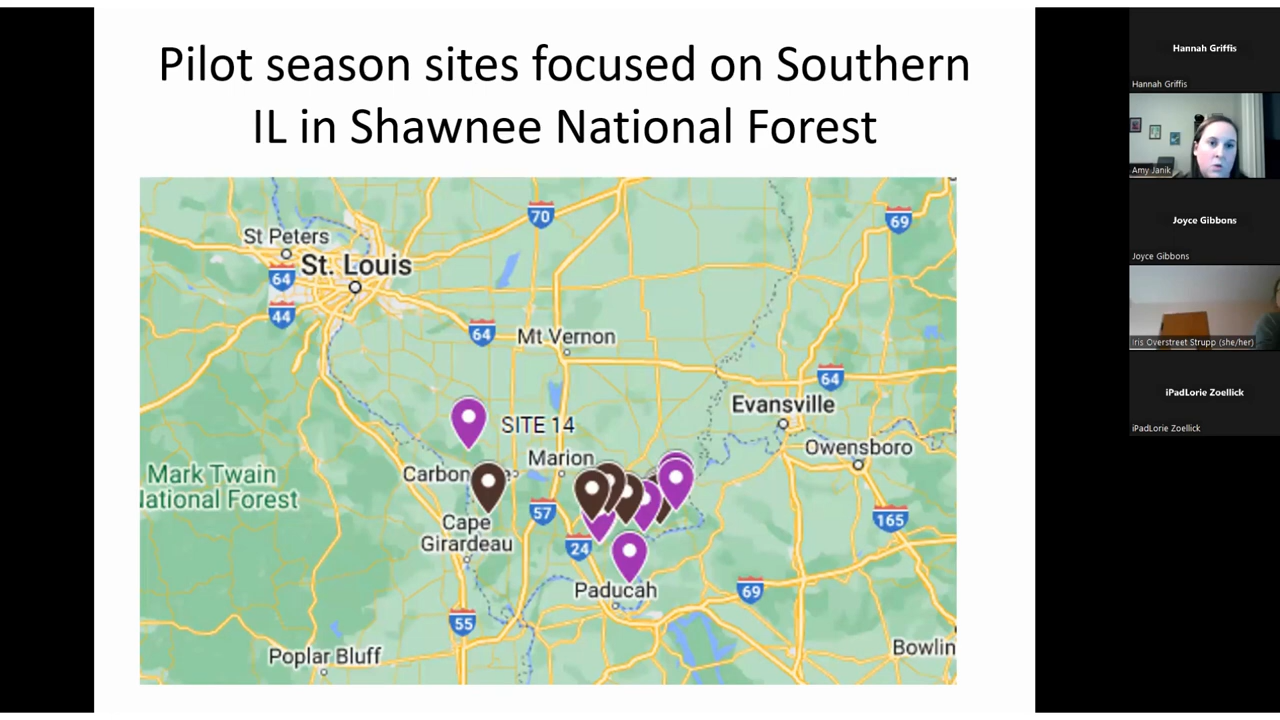 Pilot season sites focused on Southern
IL in Shawnee National Forest
70
69
St Peters
St. Louis
64
44
64
Mt Vernon
64
Evansville
SITE 14
Owensboro
Marion
Carbon
Mark Twain
National Forest
57
165
Cape
Girardeau
24
Paducah
69
55
Poplar Bluff
Bowlin
Hannah Griffis
Hannah Griffis
Amy Janik
Joyce Gibbons
Joyce Gibbons
Iris Overstreet Strupp (she/her)
iPadLorie Zoellick
iPadLorie Zoellick